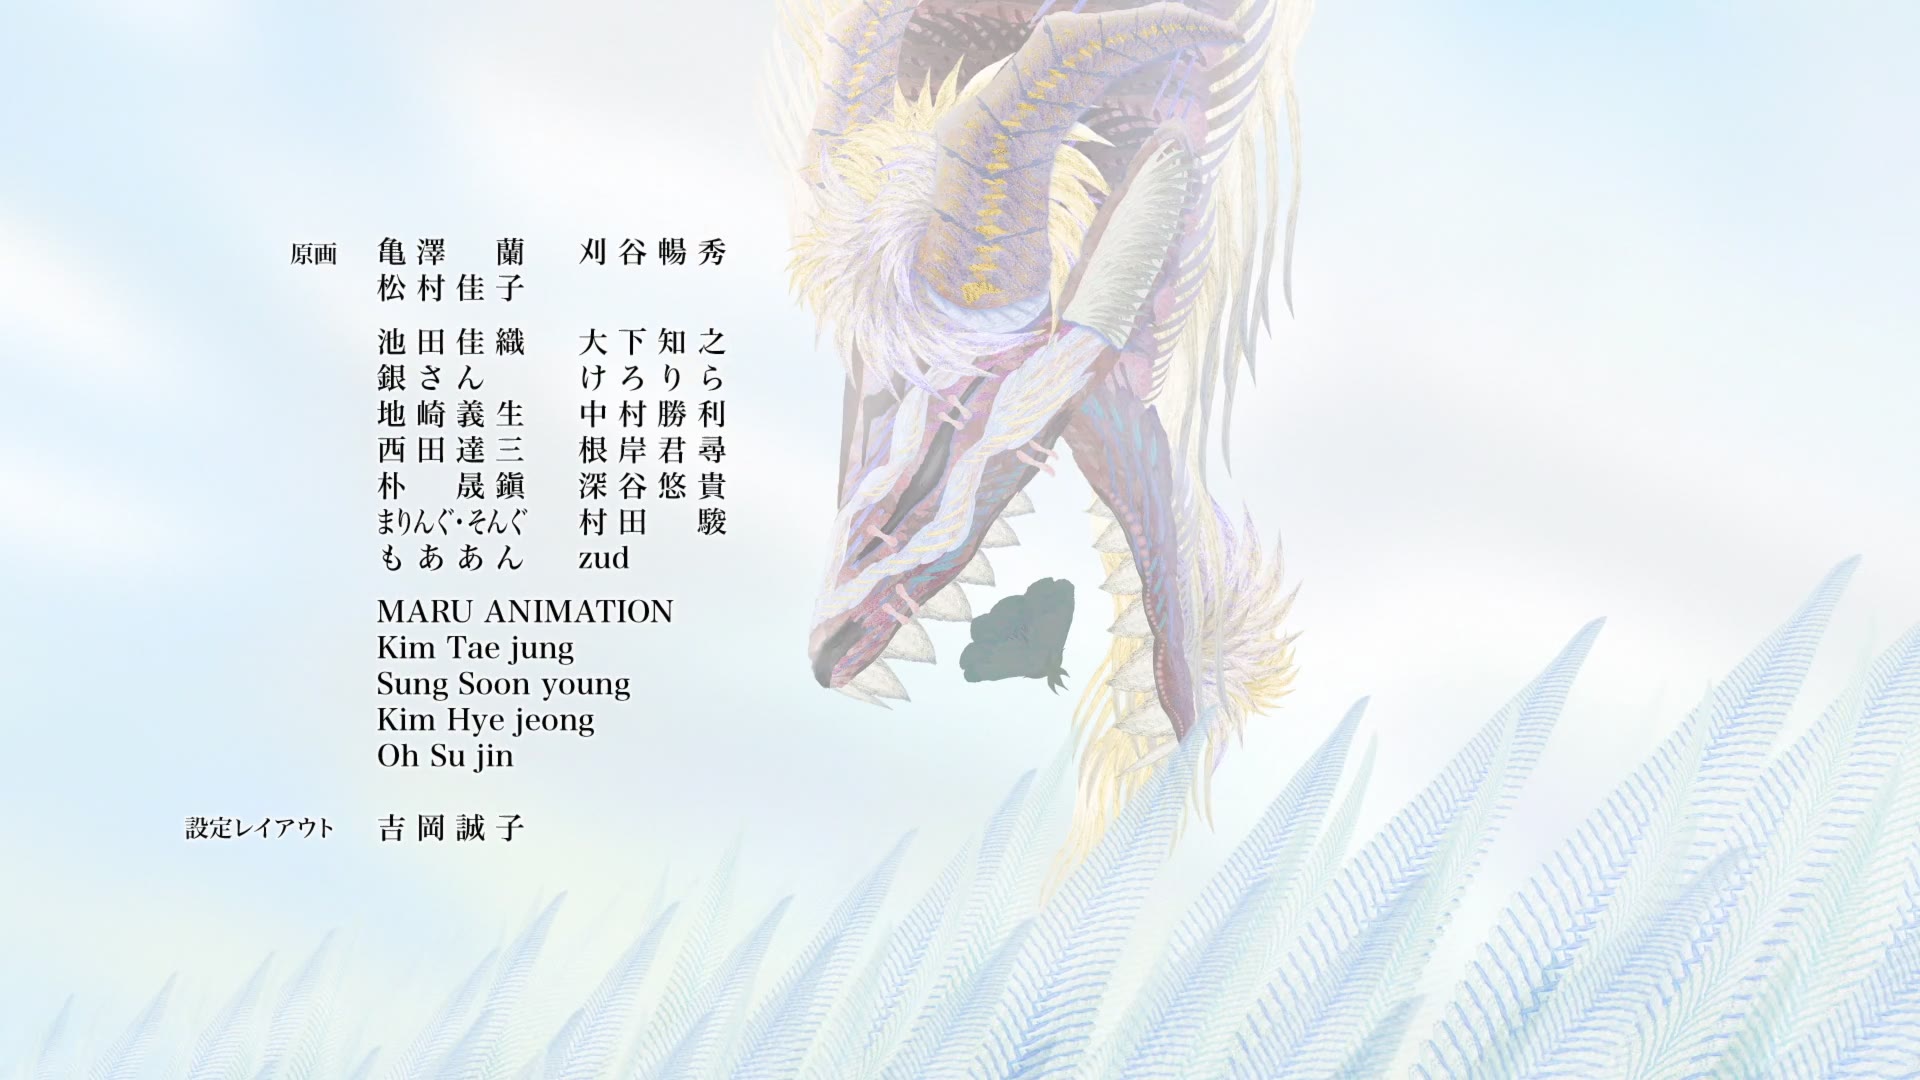 原画 亀澤 蘭 刈谷暢秀
松村佳子
池田佳織 大下知之
銀さん けろりら
地崎義生 中村勝利
西田達三 根岸君尋
朴 晟鎭 深谷悠貴
まりんぐ・そんぐ 村田 駿
もああん zud
MARU ANIMATION
Kim Tae jung
Sung Soon young
Kim Hye jeong
Oh Su jin
設定レイアウト 吉岡誠子